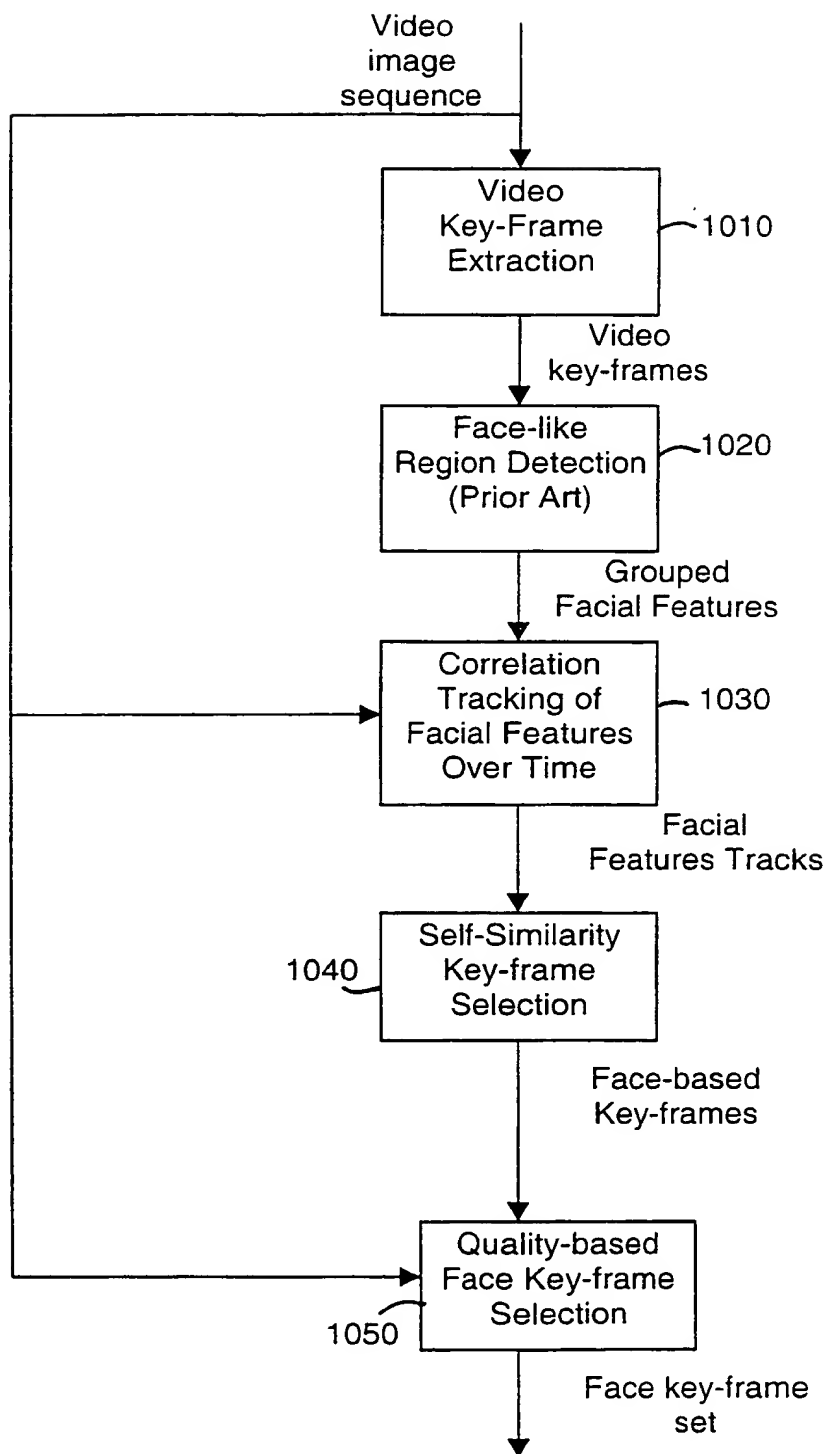 Video
image
sequence
Video
Key-Frame
Extraction
1010
Video
key-frames
Face-like
Region Detection
(Prior Art)
1020
Grouped
Facial Features
Correlation
Tracking of
Facial Features
Over Time
1030
Facial
Features Tracks
Self-Similarity
Key-frame
Selection
1040
Face-based
Key-frames
Quality-based
Face Key-frame
Selection
1050
Face key-frame
set